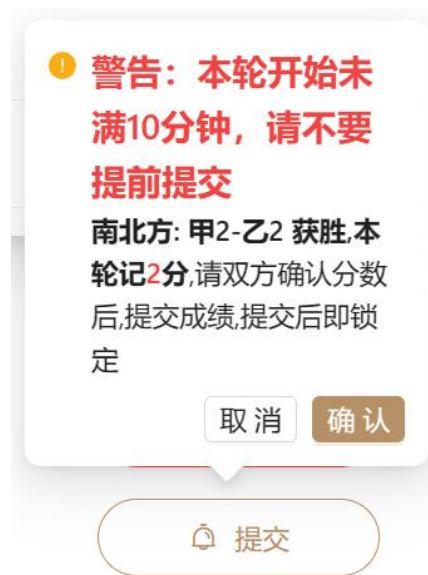 警告：本轮开始未
满10分钟，请不要
提前提交
南北方: 甲2-乙2 获胜,本
轮记2分,请双方确认分数
后,提交成绩,提交后即锁
定
取 消 确 认
提交